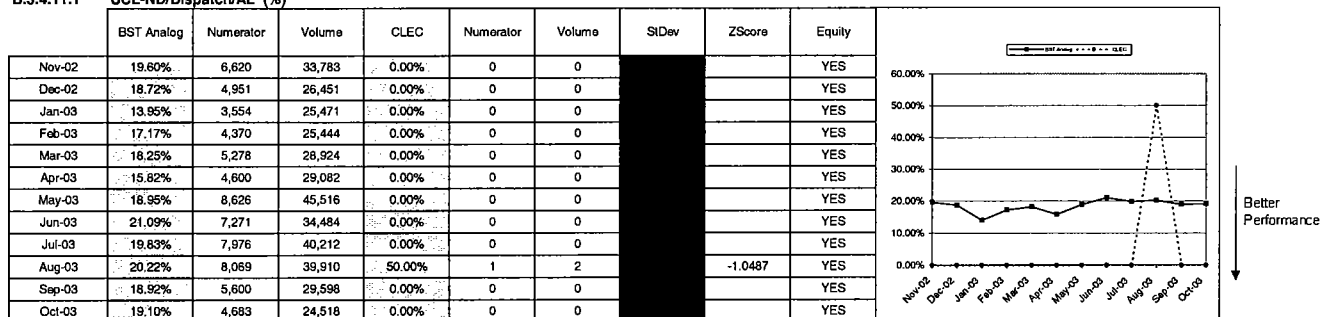 B.3.4.11.1 UCL-ND/Dispatch/AL (%)
BST Analog Numerator Volume CLEC Numerator Volume StDev ZScore Equity
Nov-02 19.60% 6,620 33,783 0.00% 0 0 YES
Dec-02 18.72% 4,951 26,451 0.00% 0 0 YES
Jan-03 13.95% 3,554 25,471 0.00% 0 0 YES
Feb-03 17.17% 4,370 25,444 0.00% 0 0 YES
Mar-03 18.25% 5,278 28,924 0.00% 0 0 YES
Apr-03 15.82% 4,600 29,082 0.00% 0 0 YES
May-03 18.95% 8,626 45,516 0.00% 0 0 YES
Jun-03 21.09% 7,271 34,484 0.00% 0 0 YES
Jul-03 19.83% 7,976 40,212 0.00% 0 0 YES
Aug-03 20.22% 8,069 39,910 50.00% 1 2 -1.0487 YES
Sep-03 18.92% 5,600 29,598 0.00% 0 0 YES
Oct-03 19.10% 4,683 24,518 0.00% 0 0 YES
BST Analog CLEC
60.00%
50.00%
40.00%
30.00%
20.00%
10.00%
0.00%
Nov-02 Dec-02 Jan-03 Feb-03 Mar-03 Apr-03 May-03 Jun-03 Jul-03 Aug-03 Sep-03 Oct-03
Better
Performance